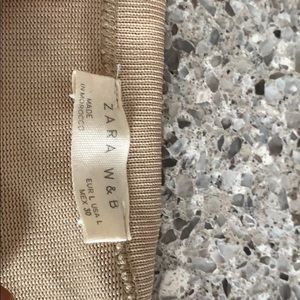 ZARA W&B
MADE
IN MOROCCO
EUR L USA L
MEX 30